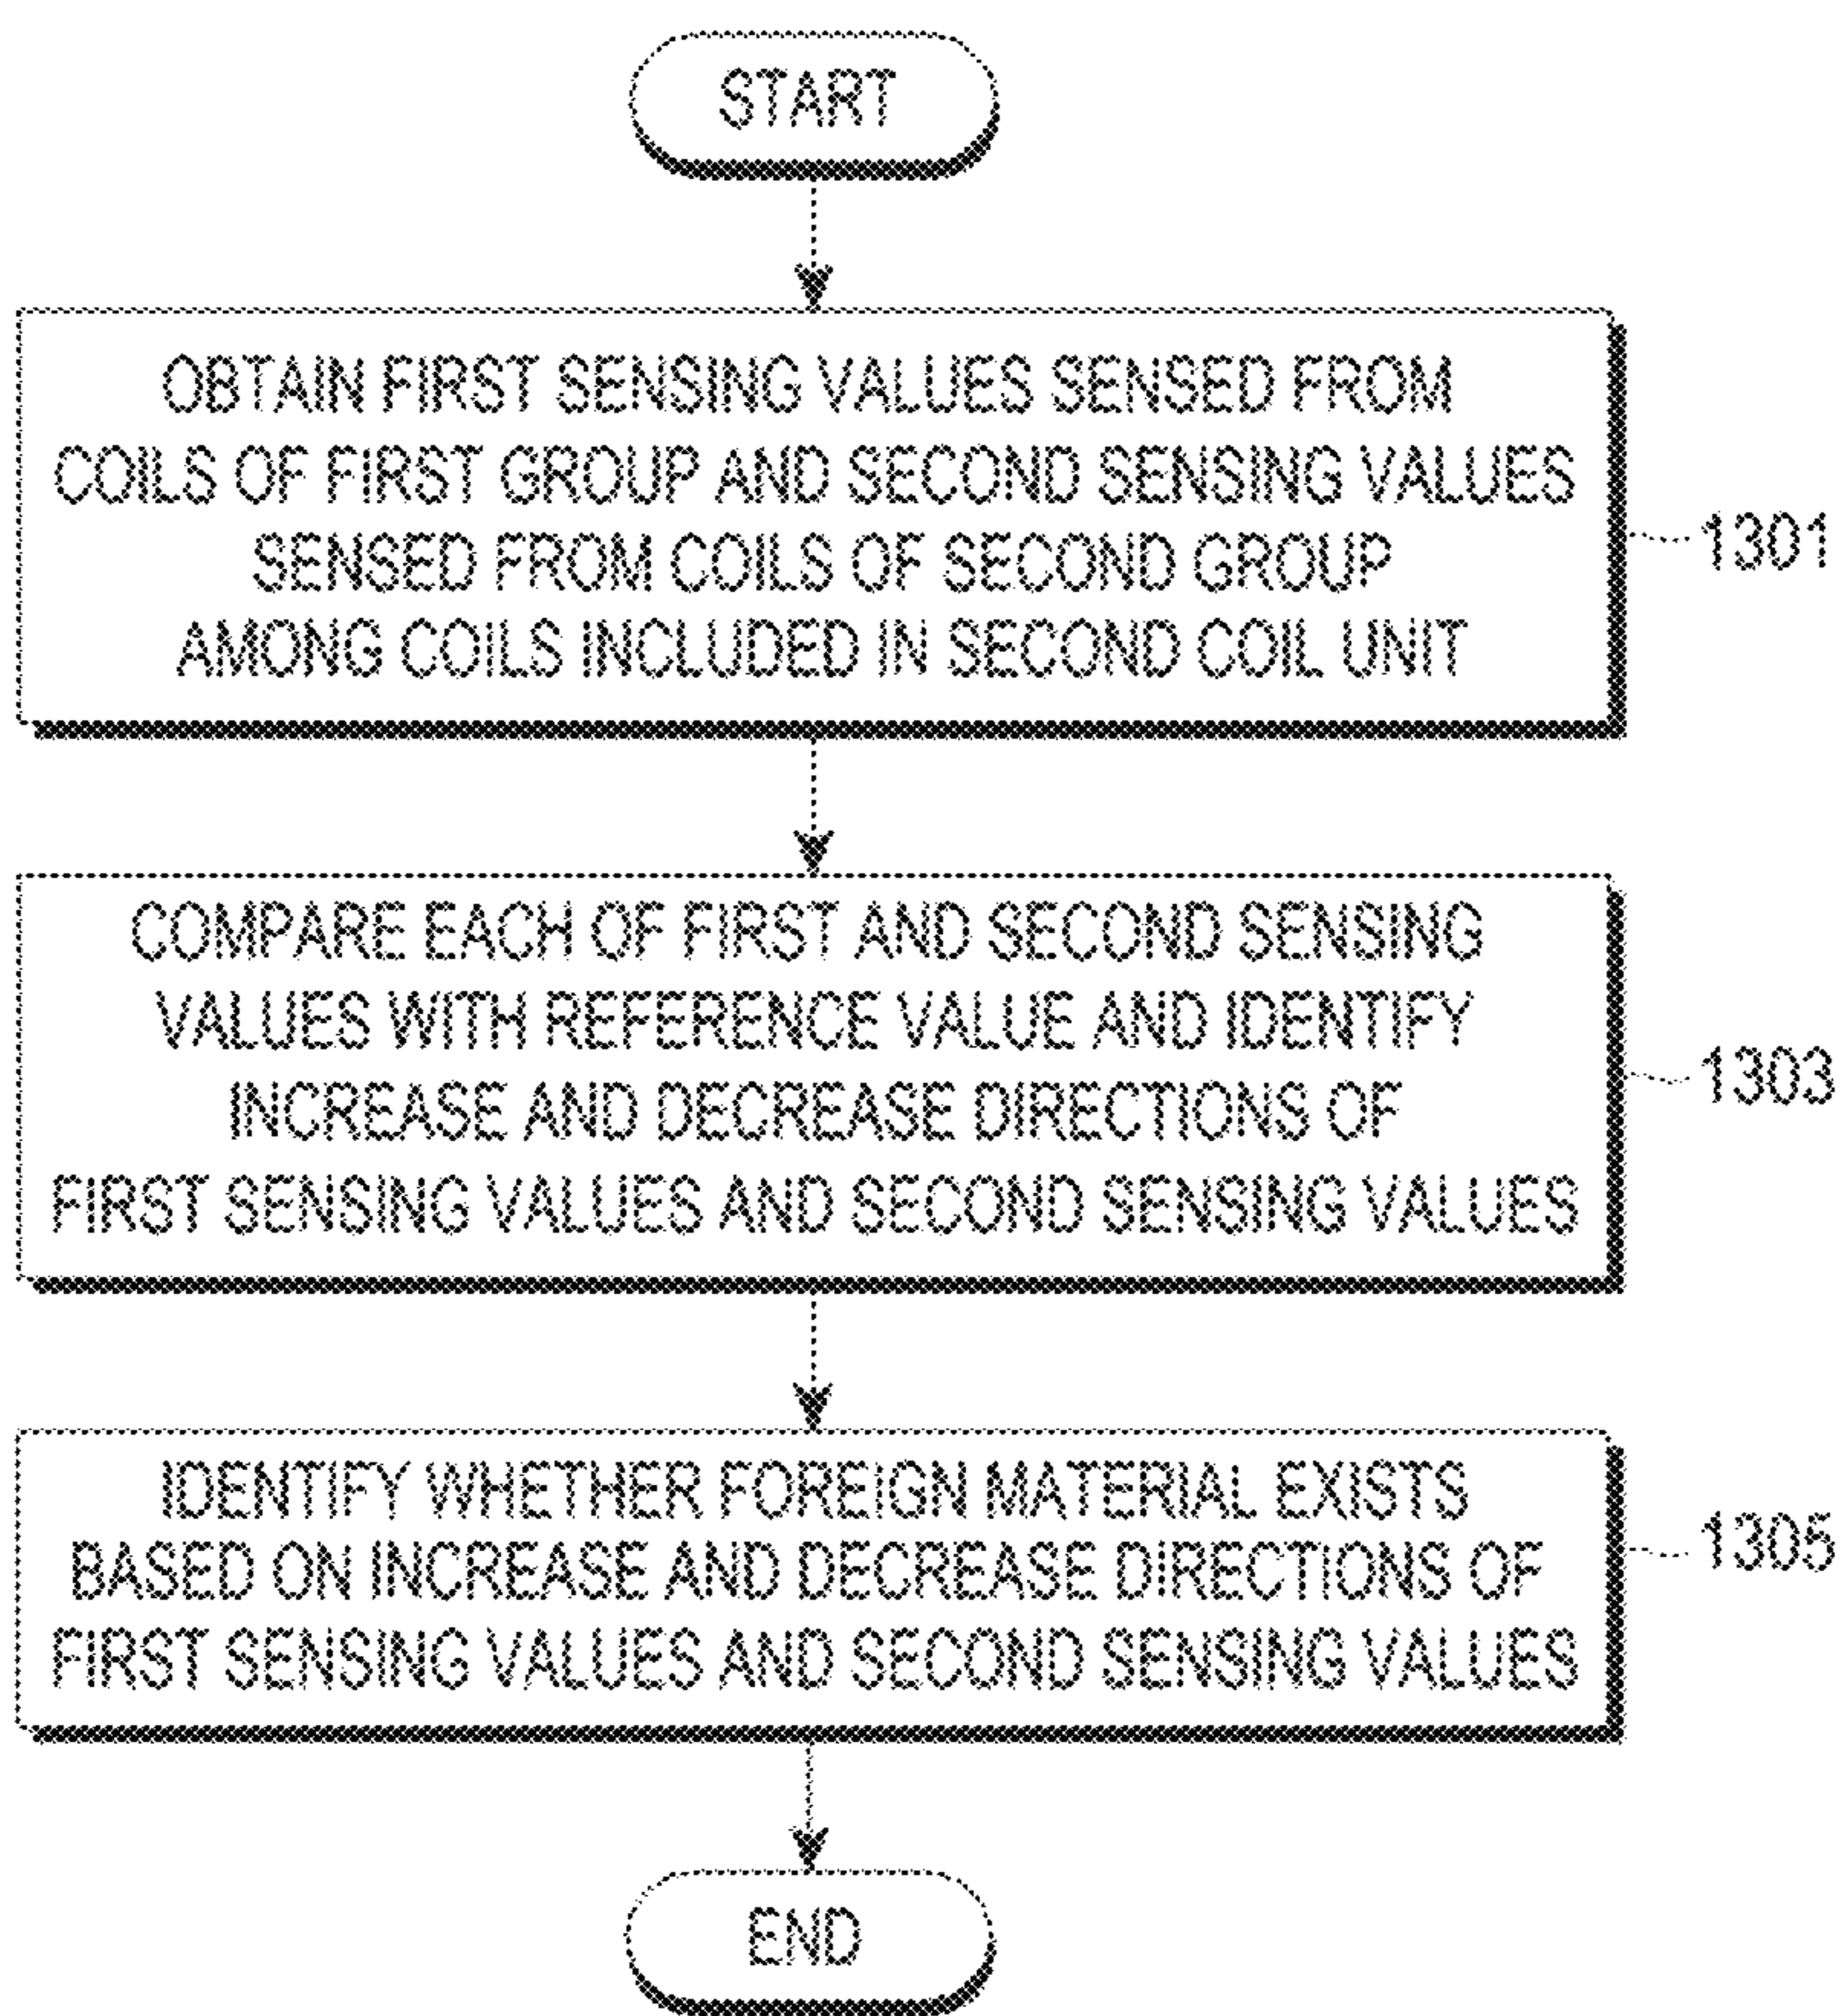 START
OBTAIN FIRST SENSING VALUES SENSED FROM
COILS OF FIRST GROUP AND SECOND SENSING VALUES
SENSED FROM COILS OF SECOND GROUP
AMONG COILS INCLUDED IN SECOND COIL UNIT
1301
COMPARE EACH OF FIRST AND SECOND SENSING
VALUES WITH REFERENCE VALUE AND IDENTIFY
INCREASE AND DECREASE DIRECTIONS OF
FIRST SENSING VALUES AND SECOND SENSING VALUES
1303
IDENTIFY WHETHER FOREIGN MATERIAL EXISTS
BASED ON INCREASE AND DECREASE DIRECTIONS OF
FIRST SENSING VALUES AND SECOND SENSING VALUES
1305
END